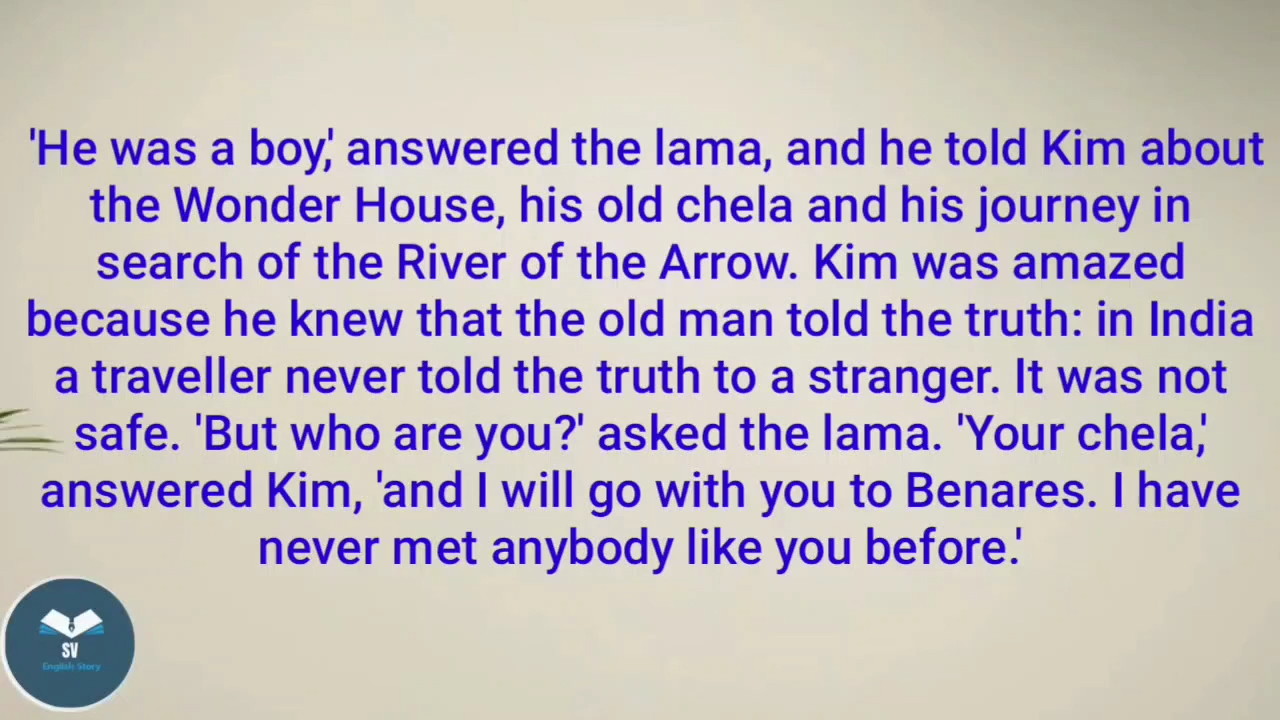 'He was a boy,' answered the lama, and he told Kim about
the Wonder House, his old chela and his journey in
search of the River of the Arrow. Kim was amazed
because he knew that the old man told the truth: in India
a traveller never told the truth to a stranger. It was not
safe. 'But who are you?' asked the lama. 'Your chela,'
answered Kim, 'and I will go with you to Benares. I have
never met anybody like you before.'
SV
English Story